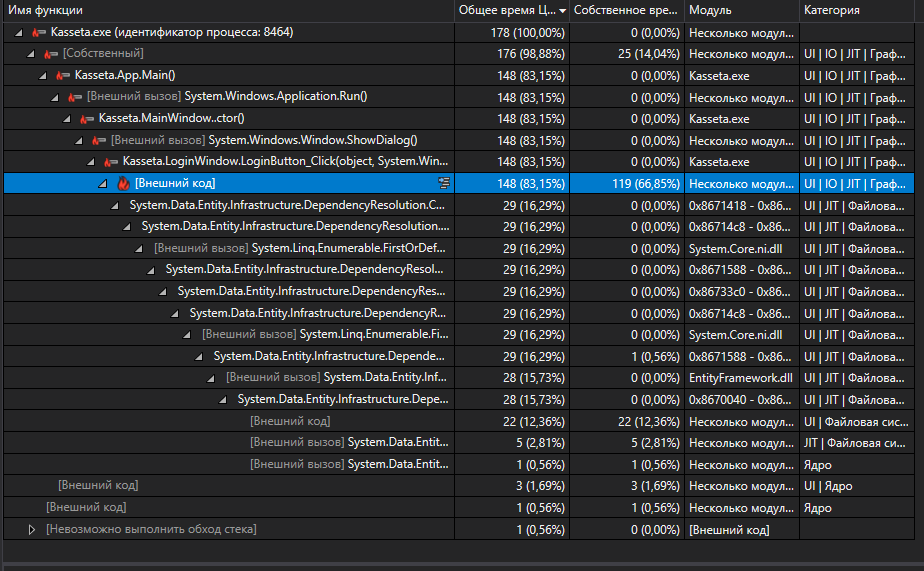 Имя функции Общее время Ц... Собственное вре... Модуль Категория
Kasseta.exe (идентификатор процесса: 8464) 178 (100,00%) 0 (0,00%) Несколько модул...
[Собственный] 176 (98,88%) 25 (14,04%) Несколько модул... UI | IO | JIT | Граф...
Kasseta.App.Main() 148 (83,15%) 0 (0,00%) Kasseta.exe UI | IO | JIT | Граф...
[Внешний вызов] System.Windows.Application.Run() 148 (83,15%) 0 (0,00%) Несколько модул... UI | IO | JIT | Граф...
Kasseta.MainWindow..ctor() 148 (83,15%) 0 (0,00%) Kasseta.exe UI | IO | JIT | Граф...
[Внешний вызов] System.Windows.Window.ShowDialog() 148 (83,15%) 0 (0,00%) Несколько модул... UI | IO | JIT | Граф...
Kasseta.LoginWindow.LoginButton_Click(object, System.Win... 148 (83,15%) 0 (0,00%) Kasseta.exe UI | IO | JIT | Граф...
[Внешний код] 148 (83,15%) 119 (66,85%) Несколько модул... UI | IO | JIT | Граф...
System.Data.Entity.Infrastructure.DependencyResolution.C... 29 (16,29%) 0 (0,00%) 0x8671418 - 0x86... UI | JIT | Файлова...
System.Data.Entity.Infrastructure.DependencyResolution.... 29 (16,29%) 0 (0,00%) 0x86714c8 - 0x86... UI | JIT | Файлова...
[Внешний вызов] System.Linq.Enumerable.FirstOrDef... 29 (16,29%) 0 (0,00%) System.Core.ni.dll UI | JIT | Файлова...
System.Data.Entity.Infrastructure.DependencyResol... 29 (16,29%) 0 (0,00%) 0x8671588 - 0x86... UI | JIT | Файлова...
System.Data.Entity.Infrastructure.DependencyRes... 29 (16,29%) 0 (0,00%) 0x86733c0 - 0x86... UI | JIT | Файлова...
System.Data.Entity.Infrastructure.DependencyR... 29 (16,29%) 0 (0,00%) 0x86714c8 - 0x86... UI | JIT | Файлова...
[Внешний вызов] System.Linq.Enumerable.Fi... 29 (16,29%) 0 (0,00%) System.Core.ni.dll UI | JIT | Файлова...
System.Data.Entity.Infrastructure.Depende... 29 (16,29%) 1 (0,56%) 0x8671588 - 0x86... UI | JIT | Файлова...
[Внешний вызов] System.Data.Entity.Inf... 28 (15,73%) 0 (0,00%) EntityFramework.dll UI | JIT | Файлова...
System.Data.Entity.Infrastructure.Depe... 28 (15,73%) 0 (0,00%) 0x8670040 - 0x86... UI | JIT | Файлова...
[Внешний код] 22 (12,36%) 22 (12,36%) Несколько модул... UI | Файловая сис...
[Внешний вызов] System.Data.Entit... 5 (2,81%) 5 (2,81%) Несколько модул... JIT | Файловая си...
[Внешний вызов] System.Data.Entit... 1 (0,56%) 1 (0,56%) Несколько модул... Ядро
[Внешний код] 3 (1,69%) 3 (1,69%) Несколько модул... UI | Ядро
[Внешний код] 1 (0,56%) 1 (0,56%) Несколько модул... Ядро
[Невозможно выполнить обход стека] 1 (0,56%) 0 (0,00%) [Внешний код]